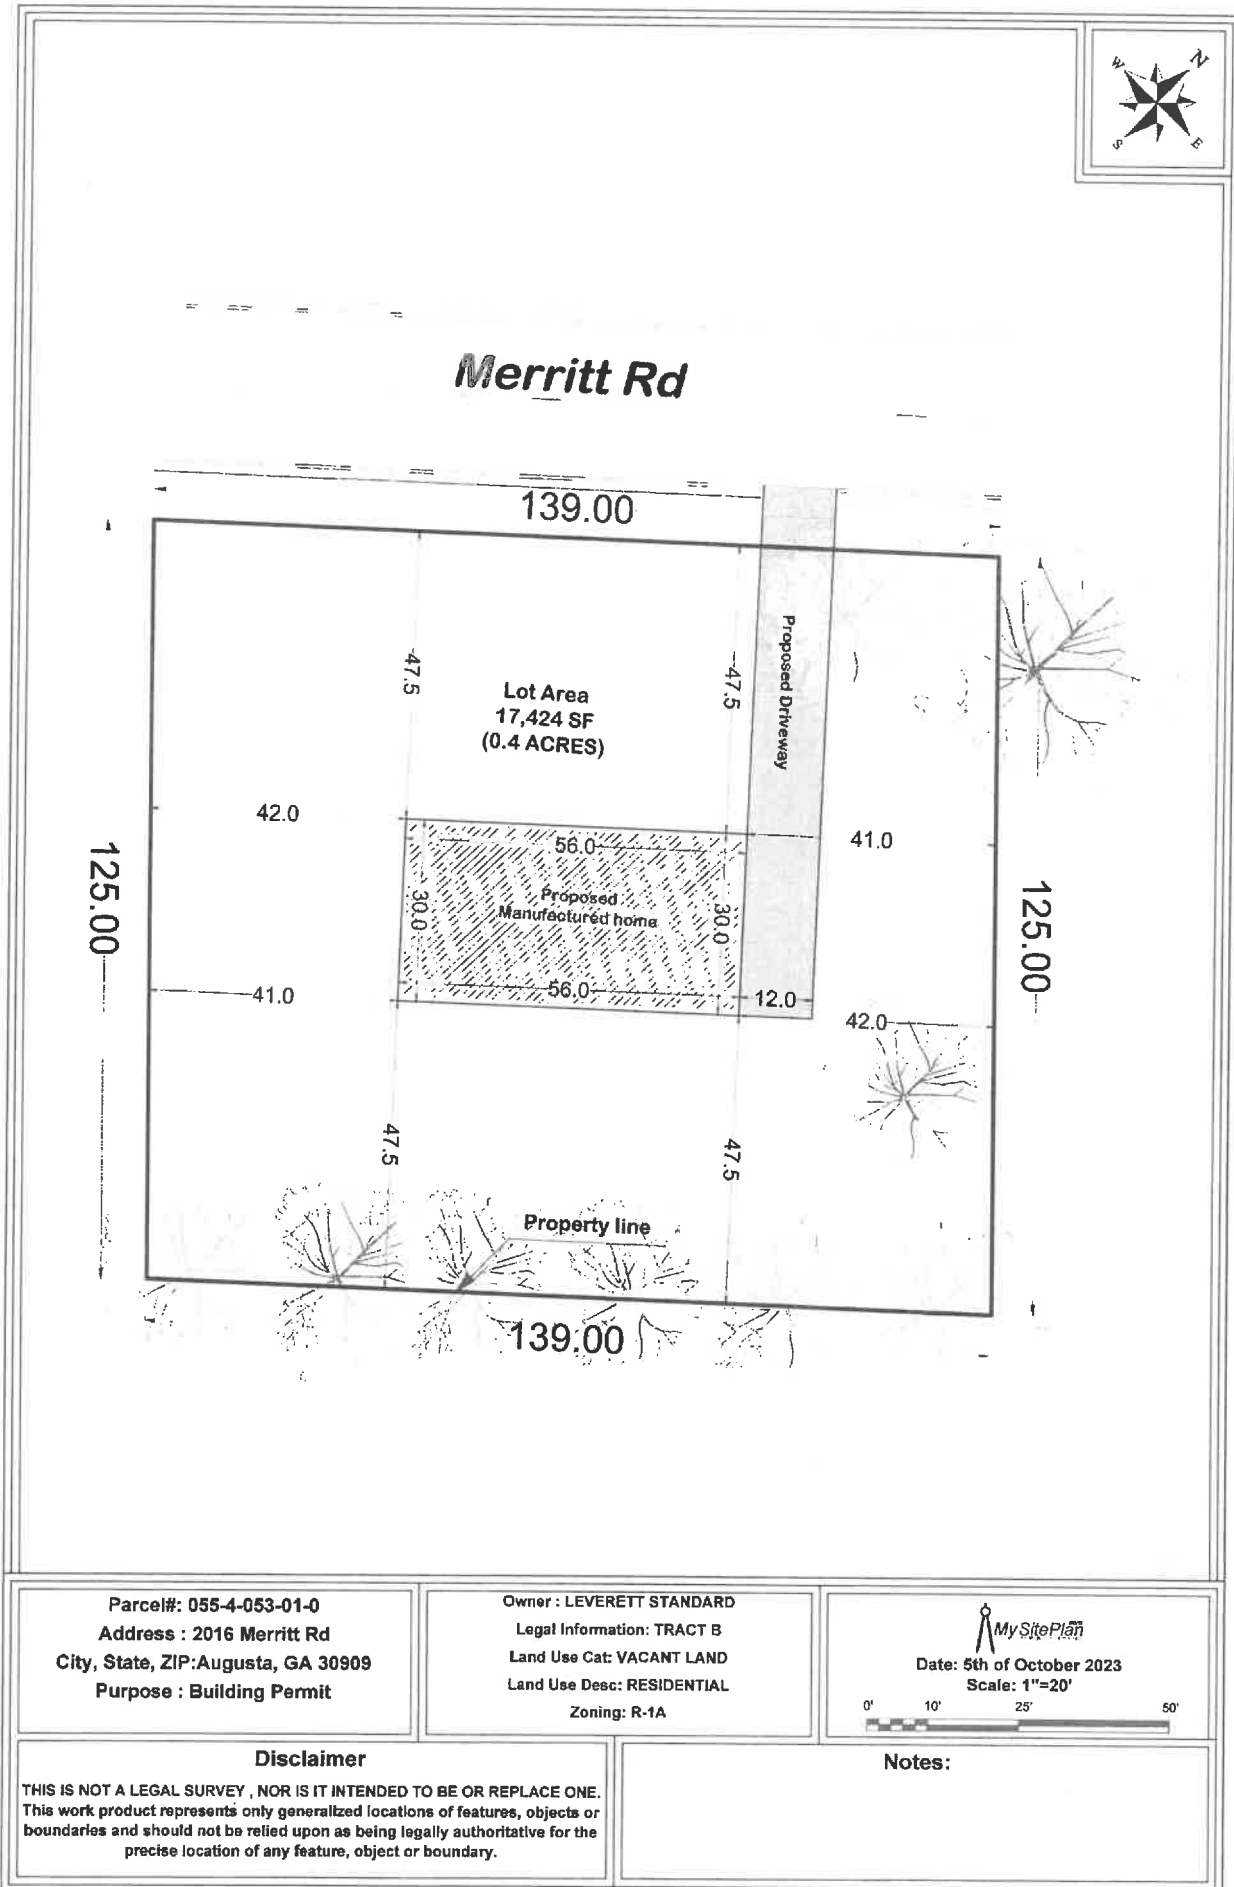 W
N
S
E
Merritt Rd
139.00
47.5
47.5
Proposed Driveway
Lot Area
17,424 SF
(0.4 ACRES)
42.0
41.0
56.0
125.00
125.00
30.0
30.0
Proposed
Manufactured home
41.0
56.0
12.0
42.0
47.5
47.5
Property line
139.00
Parcel#: 055-4-053-01-0
Address : 2016 Merritt Rd
City, State, ZIP:Augusta, GA 30909
Purpose : Building Permit
Owner : LEVERETT STANDARD
Legal Information: TRACT B
Land Use Cat: VACANT LAND
Land Use Desc: RESIDENTIAL
Zoning: R-1A
My SitePlan
Date: 5th of October 2023
Scale: 1"=20'
0' 10' 25' 50'
Disclaimer
THIS IS NOT A LEGAL SURVEY , NOR IS IT INTENDED TO BE OR REPLACE ONE.
This work product represents only generalized locations of features, objects or
boundaries and should not be relied upon as being legally authoritative for the
precise location of any feature, object or boundary.
Notes: